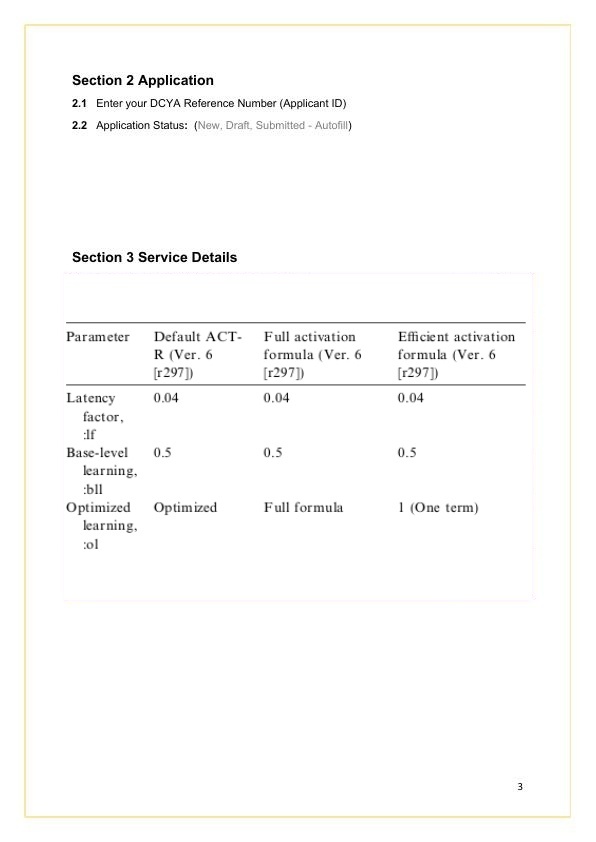 Section 2 Application
2.1 Enter your DCYA Reference Number (Applicant ID)
2.2 Application Status: (New, Draft, Submitted - Autofill)
Section 3 Service Details
Parameter Default ACT- Full activation Efficient activation
R (Ver. 6 formula (Ver. 6 formula (Ver. 6
[r297]) [r297]) [r297])
Latency 0.04 0.04 0.04
factor,
:lf
Base-level 0.5 0.5 0.5
learning,
:bll
Optimized Optimized Full formula 1 (One term)
learning,
:ol
3